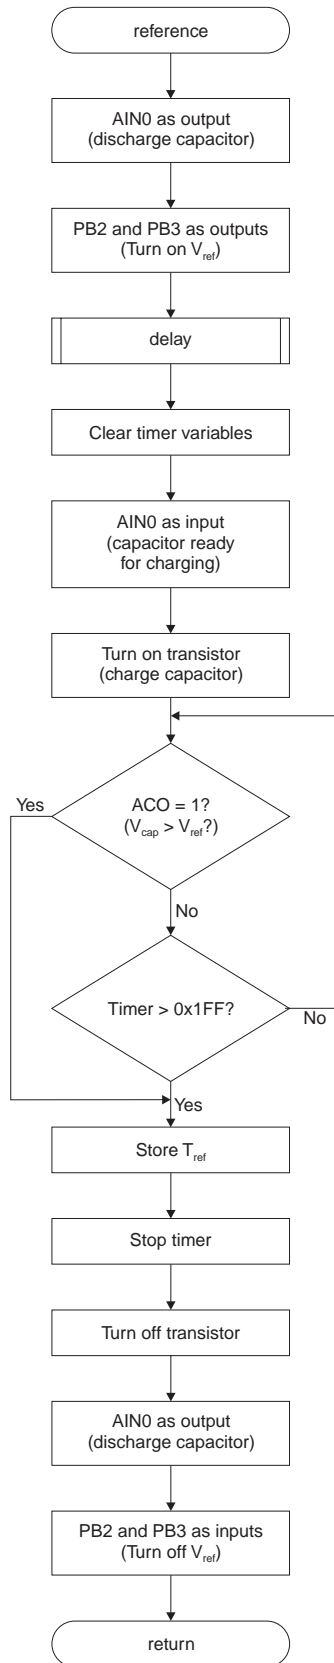 reference
AIN0 as output
(discharge capacitor)
PB2 and PB3 as outputs
(Turn on Vref)
delay
Clear timer variables
AIN0 as input
(capacitor ready
for charging)
Turn on transistor
(charge capacitor)
Yes
ACO = 1?
(Vcap > Vref?)
No
Timer > 0x1FF?
No
Yes
Store Tref
Stop timer
Turn off transistor
AIN0 as output
(discharge capacitor)
PB2 and PB3 as inputs
(Turn off Vref)
return